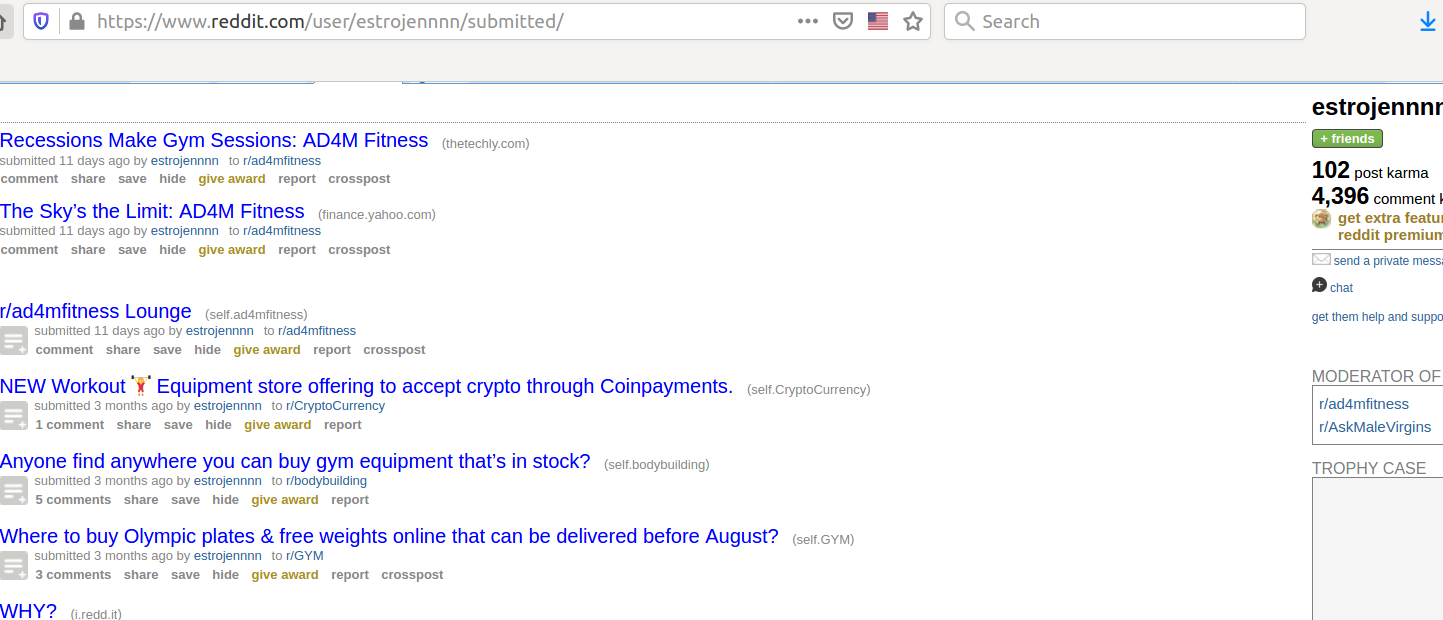 https://www.reddit.com/user/estrojennnn/submitted/
Search
Recessions Make Gym Sessions: AD4M Fitness (thetechly.com)
submitted 11 days ago by estrojennnn to r/ad4mfitness
comment share save hide give award report crosspost
The Sky’s the Limit: AD4M Fitness (finance.yahoo.com)
submitted 11 days ago by estrojennnn to r/ad4mfitness
comment share save hide give award report crosspost
r/ad4mfitness Lounge (self.ad4mfitness)
submitted 11 days ago by estrojennnn to r/ad4mfitness
comment share save hide give award report crosspost
NEW Workout 🏋️ Equipment store offering to accept crypto through Coinpayments. (self.CryptoCurrency)
submitted 3 months ago by estrojennnn to r/CryptoCurrency
1 comment share save hide give award report
Anyone find anywhere you can buy gym equipment that’s in stock? (self.bodybuilding)
submitted 3 months ago by estrojennnn to r/bodybuilding
5 comments share save hide give award report
Where to buy Olympic plates & free weights online that can be delivered before August? (self.GYM)
submitted 3 months ago by estrojennnn to r/GYM
3 comments share save hide give award report crosspost
WHY? (i.redd.it)
estrojennnn
+ friends
102 post karma
4,396 comment k
get extra featu
reddit premium
send a private messa
chat
get them help and suppo
MODERATOR OF
r/ad4mfitness
r/AskMaleVirgins
TROPHY CASE